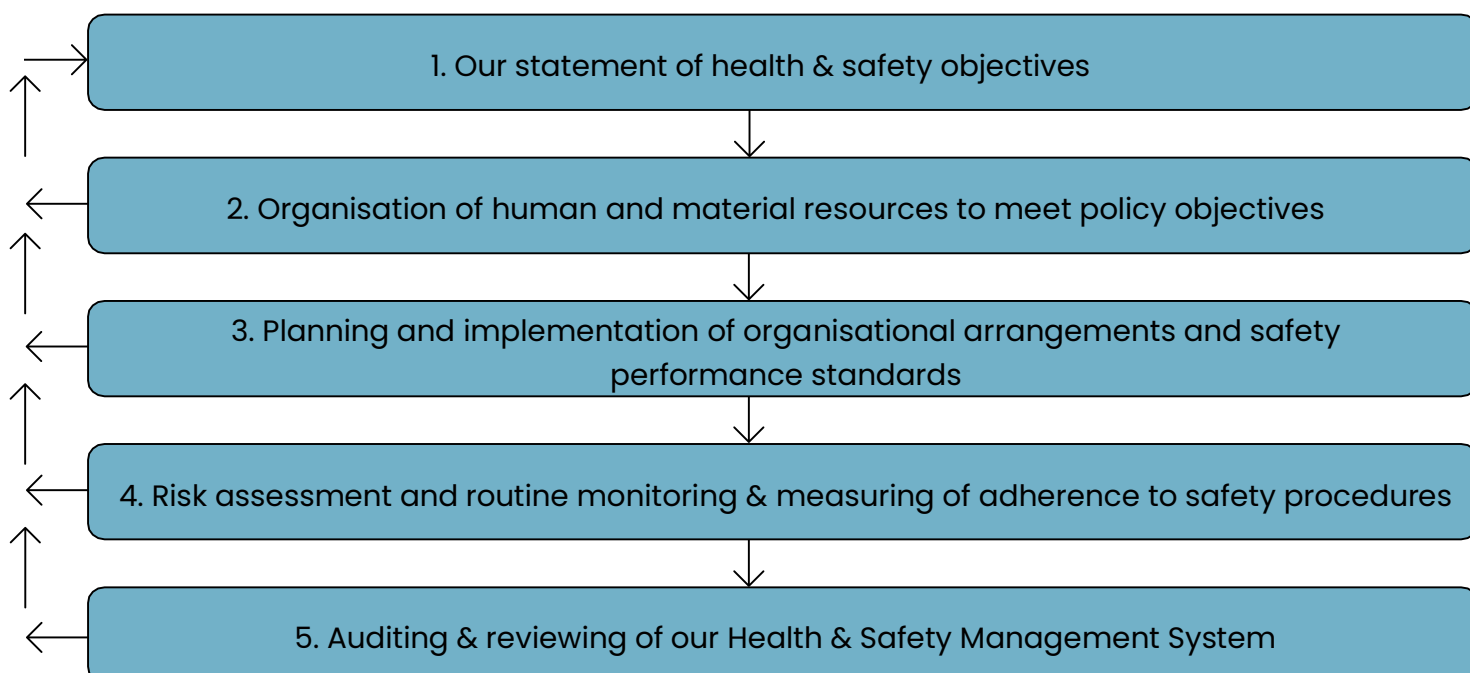 1. Our statement of health & safety objectives
2. Organisation of human and material resources to meet policy objectives
3. Planning and implementation of organisational arrangements and safety
performance standards
4. Risk assessment and routine monitoring & measuring of adherence to safety procedures
5. Auditing & reviewing of our Health & Safety Management System